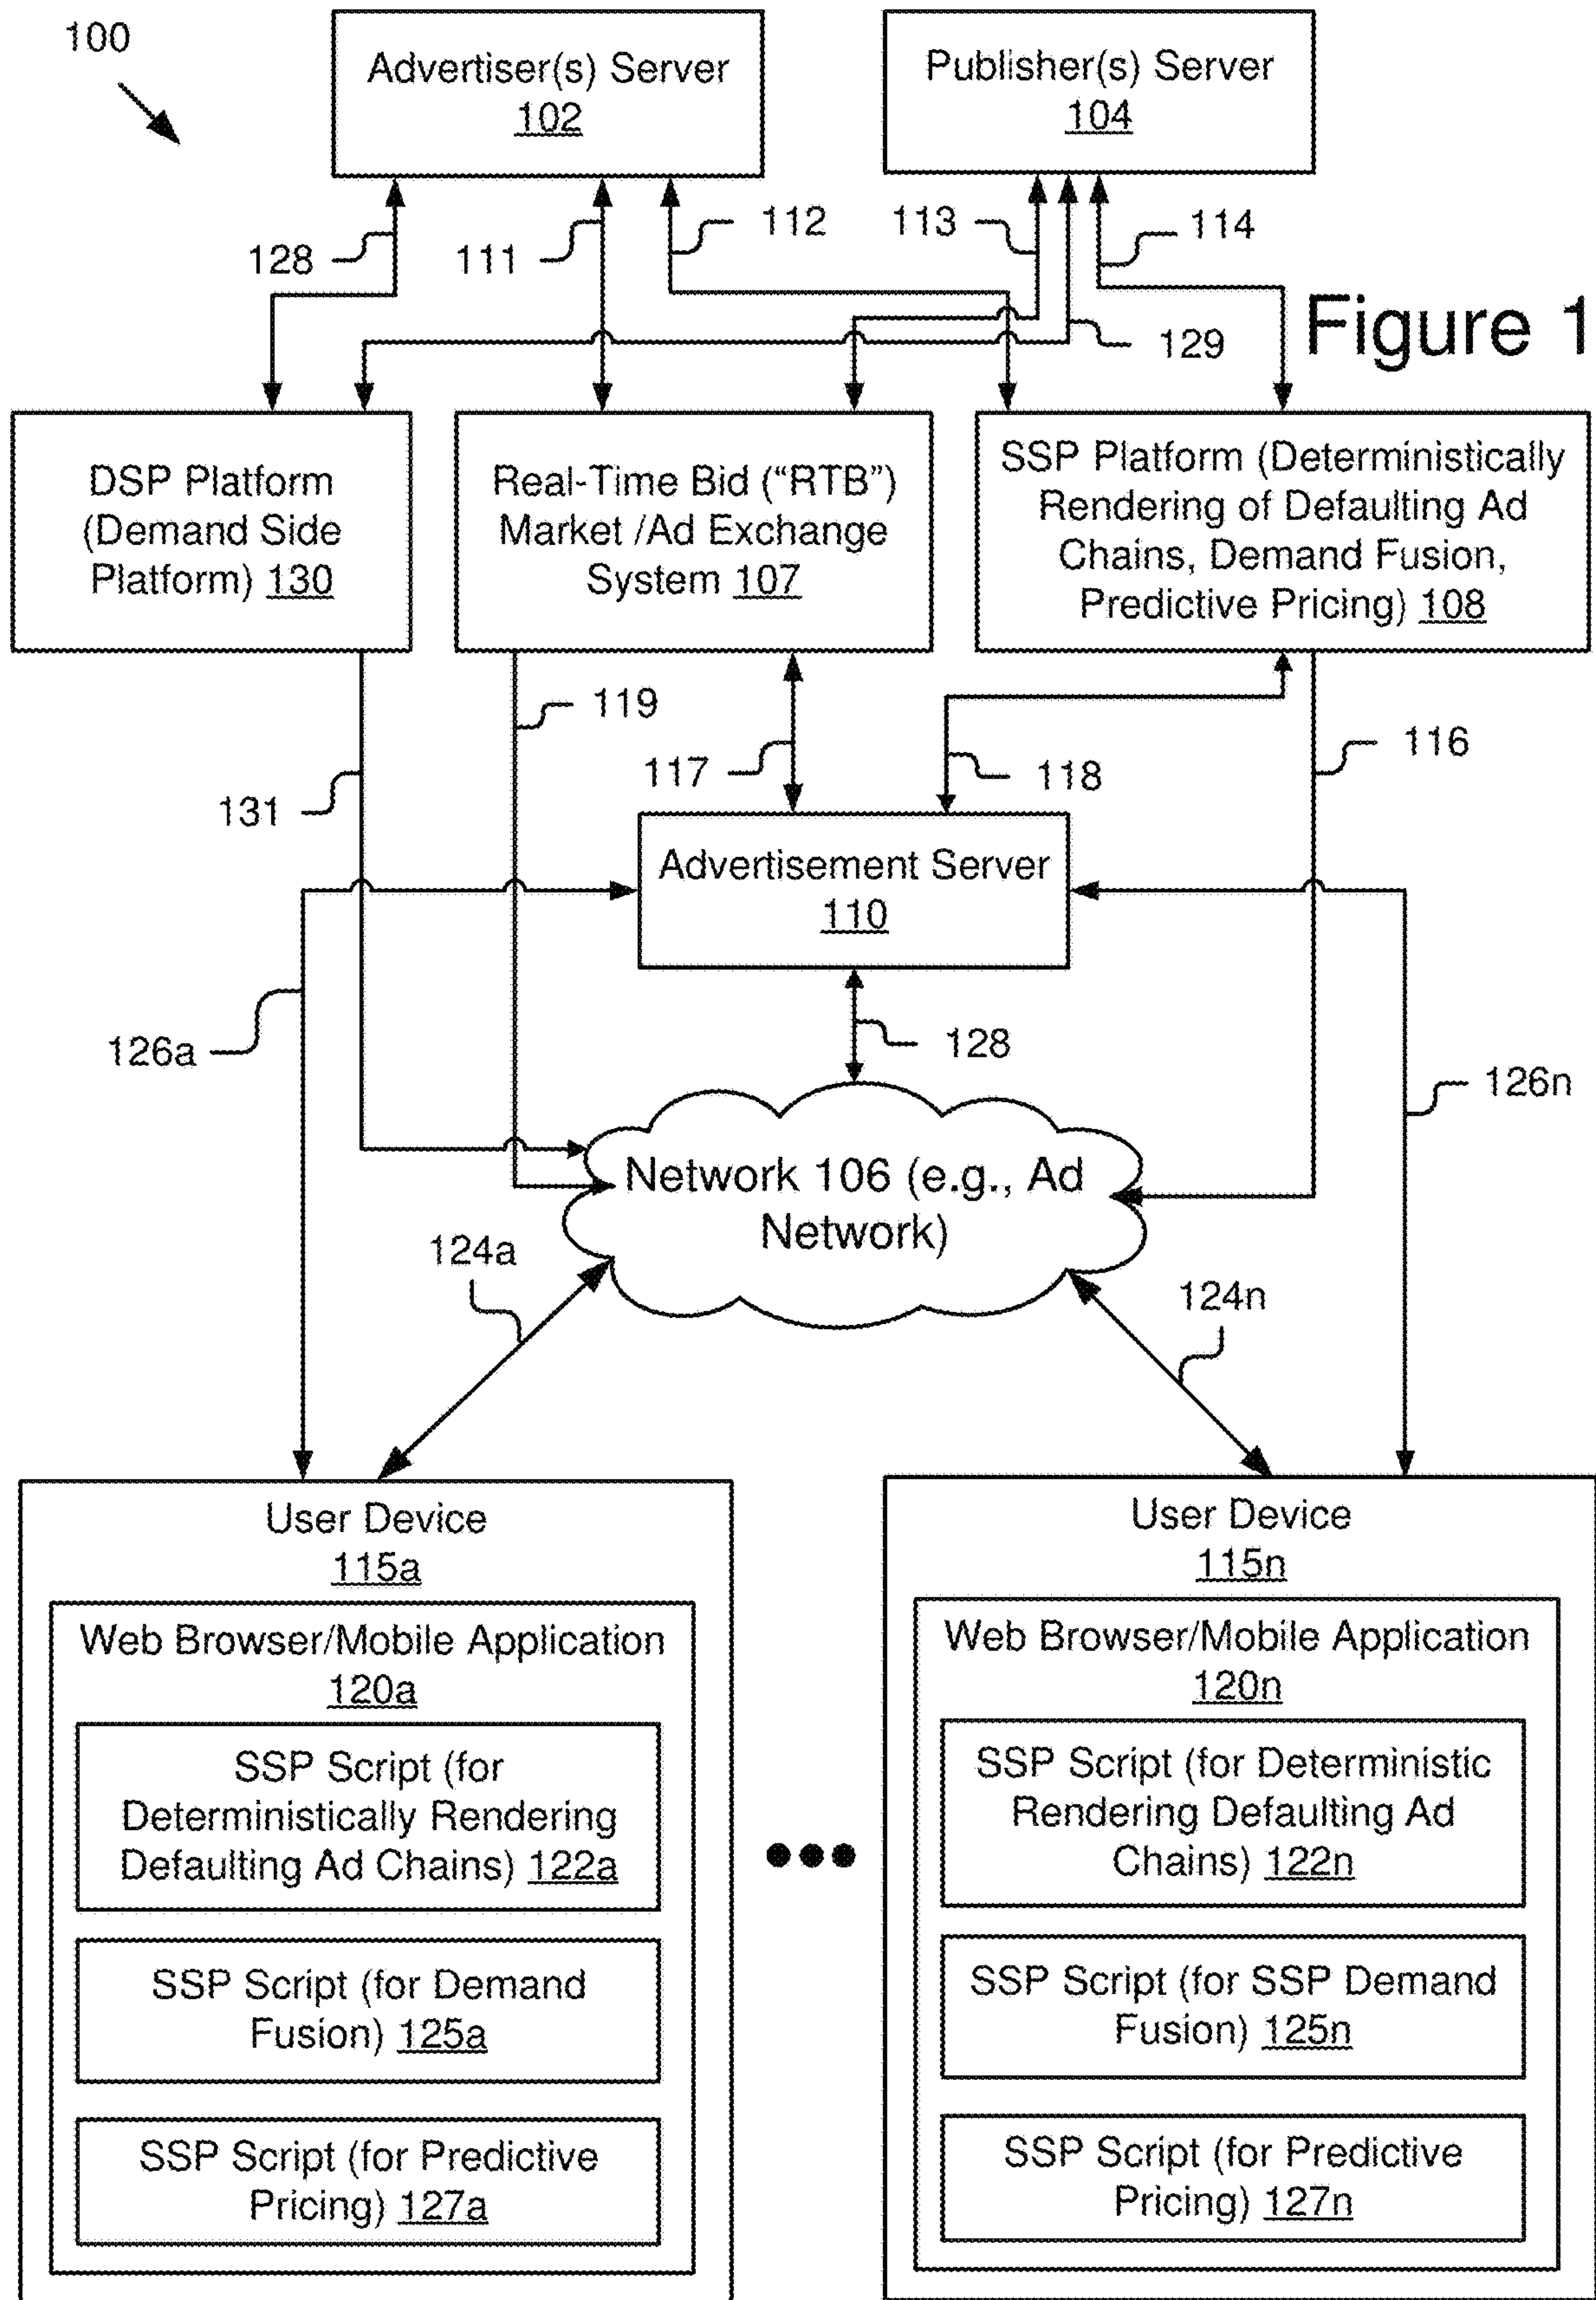 100
Advertiser(s) Server
102
Publisher(s) Server
104
128
111
112
113
114
129
Figure 1
DSP Platform
(Demand Side
Platform) 130
Real-Time Bid (“RTB”)
Market /Ad Exchange
System 107
SSP Platform (Deterministically
Rendering of Defaulting Ad
Chains, Demand Fusion,
Predictive Pricing) 108
119
117
118
116
131
Advertisement Server
110
126a
128
126n
Network 106 (e.g., Ad
Network)
124a
124n
User Device
115a
Web Browser/Mobile Application
120a
SSP Script (for
Deterministically Rendering
Defaulting Ad Chains) 122a
SSP Script (for Demand
Fusion) 125a
SSP Script (for Predictive
Pricing) 127a
User Device
115n
Web Browser/Mobile Application
120n
SSP Script (for Deterministic
Rendering Defaulting Ad
Chains) 122n
SSP Script (for SSP Demand
Fusion) 125n
SSP Script (for Predictive
Pricing) 127n